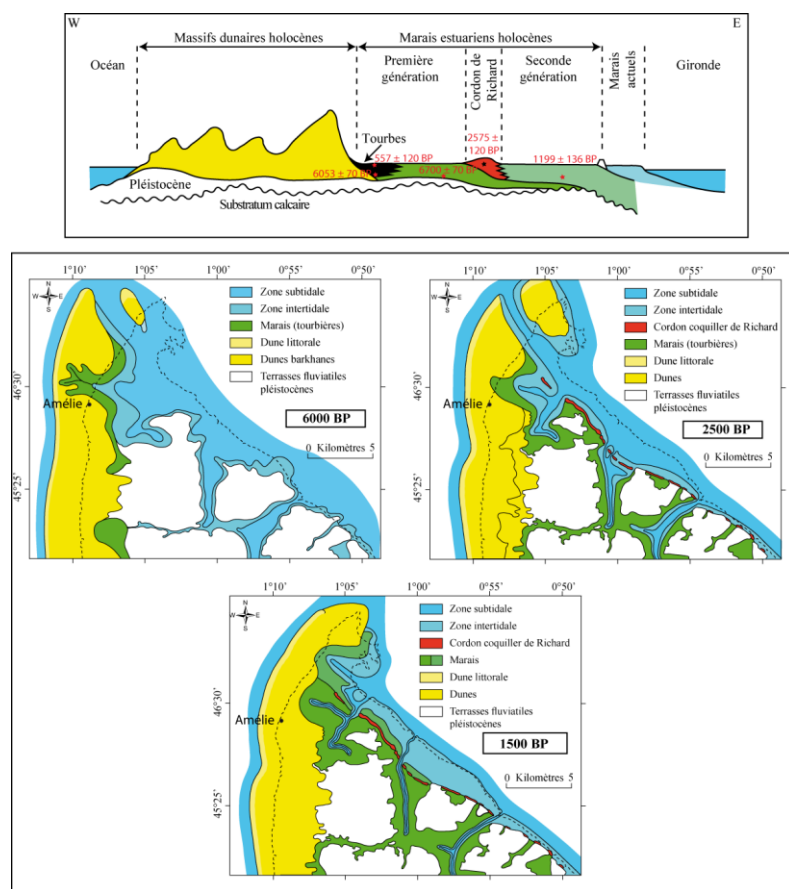 W
E
Massifs dunaires holocènes
Marais estuariens holocènes
Océan
Première
génération
Cordon de
Richard
Seconde
génération
Marais
actuels
Gironde
Tourbes
2575 ±
120 BP
557 ± 120 BP
1199 ± 136 BP
6053 ± 70 BP
6700 ± 70 BP
Pléistocène
Substratum calcaire
1°10'
1°05'
1°00'
0°55'
0°50'
N
W
E
S
Zone subtidale
Zone intertidale
Marais (tourbières)
Dune littorale
Dunes barkhanes
Terrasses fluviatiles
pléistocènes
46°30
Amélie
6000 BP
0 Kilomètres 5
45°25
1°10'
1°05'
1°00'
0°55'
0°50'
N
W
E
S
Zone subtidale
Zone intertidale
Cordon coquiller de Richard
Marais (tourbières)
Dune littorale
Dunes
Terrasses fluviatiles
pléistocènes
46°30
Amélie
2500 BP
0 Kilomètres 5
45°25
1°10'
1°05'
1°00'
0°55'
0°50'
N
W
E
S
Zone subtidale
Zone intertidale
Cordon coquiller de Richard
Marais
Dune littorale
Dunes
Terrasses fluviatiles
pléistocènes
46°30
Amélie
1500 BP
0 Kilomètres 5
45°25